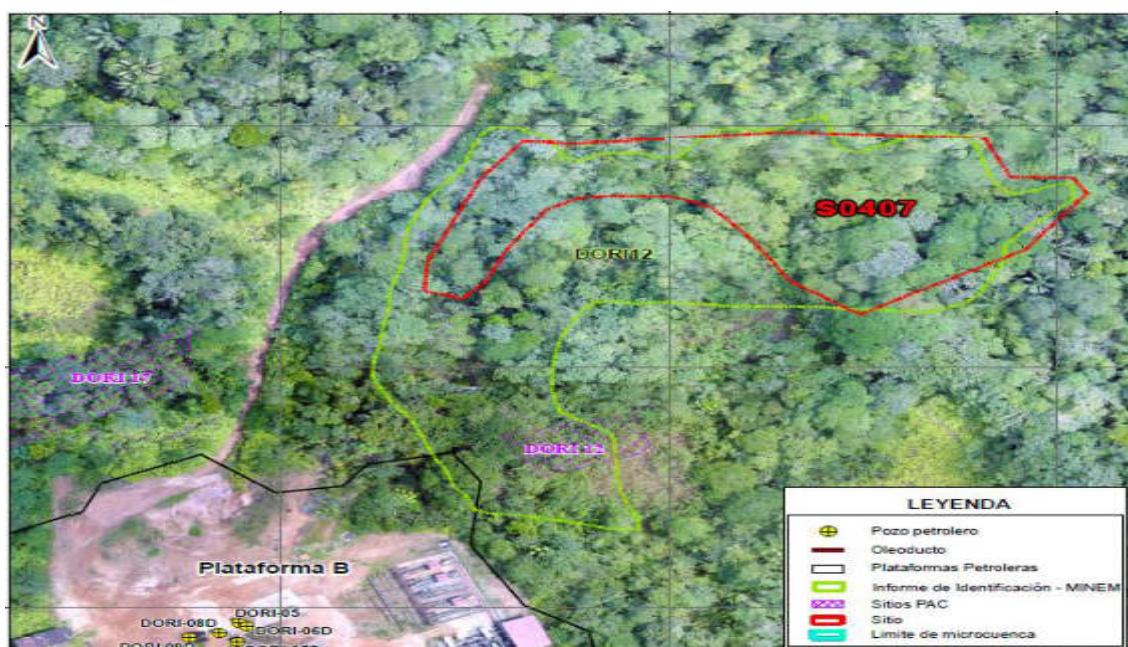 N
S0407
DORI12
DORI 17
DORI 12
Plataforma B
DORI-05
DORI-08D
DORI-06D
LEYENDA
Pozo petrolero
Oleoducto
Plataformas Petroleras
Informe de Identificación - MINEM
Sitios PAC
Sitio
Limite de microcuenca